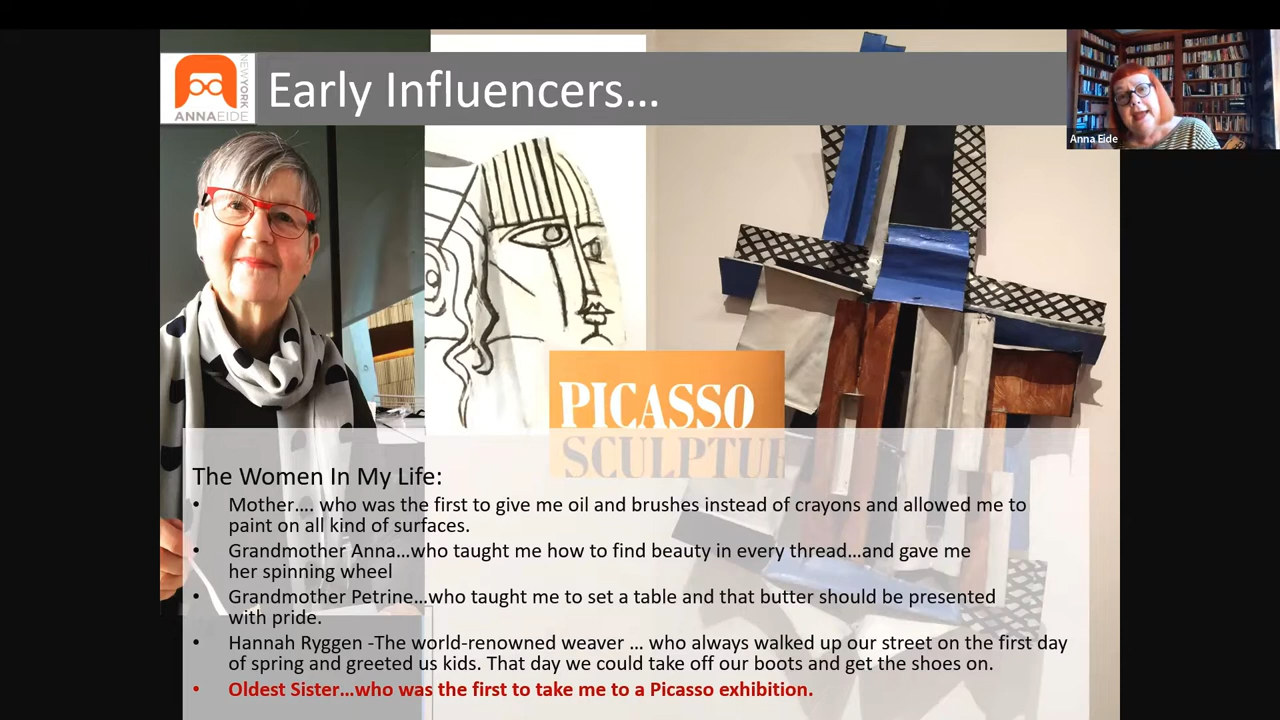 NEWYORK
ANNAEIDE
Early Influencers...
Anna Eide
PICASSO
SCULPTUR
The Women In My Life:
• Mother.... who was the first to give me oil and brushes instead of crayons and allowed me to
paint on all kind of surfaces.
• Grandmother Anna...who taught me how to find beauty in every thread...and gave me
her spinning wheel
• Grandmother Petrine...who taught me to set a table and that butter should be presented
with pride.
• Hannah Ryggen -The world-renowned weaver ... who always walked up our street on the first day
of spring and greeted us kids. That day we could take off our boots and get the shoes on.
• Oldest Sister...who was the first to take me to a Picasso exhibition.